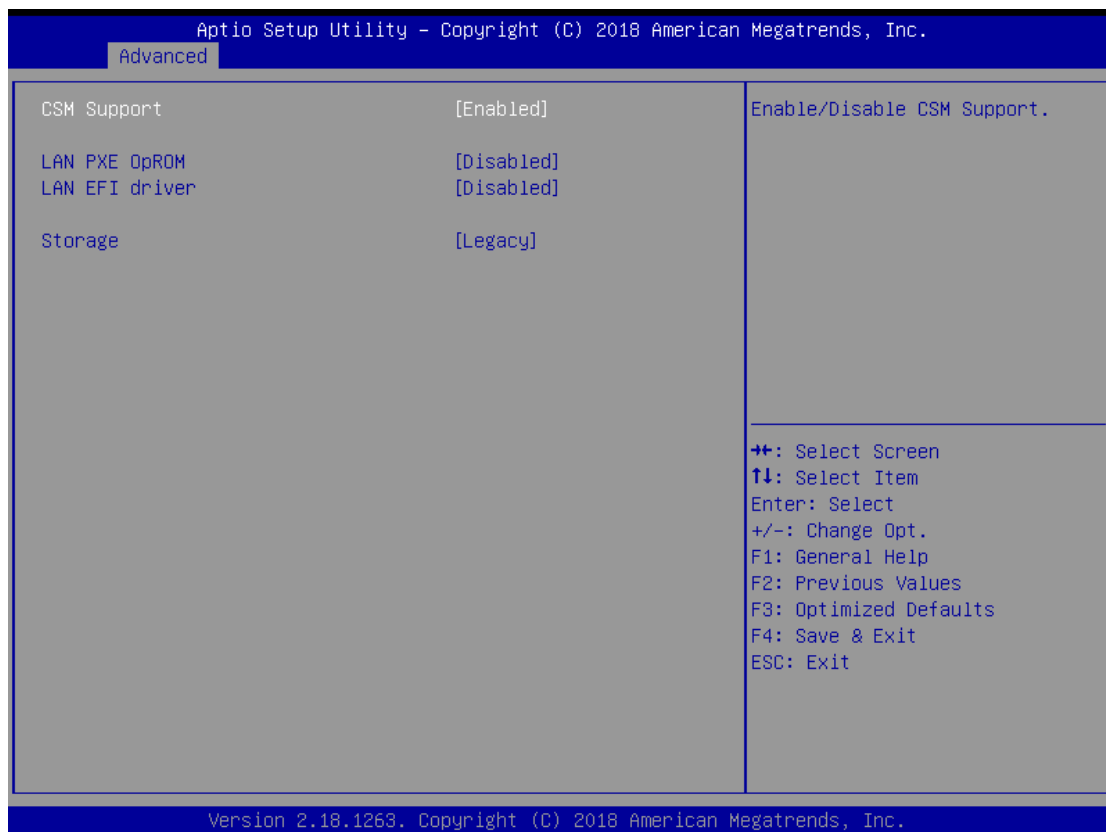 Aptio Setup Utility – Copyright (C) 2018 American Megatrends, Inc.
Advanced
CSM Support [Enabled]
LAN PXE OpROM [Disabled]
LAN EFI driver [Disabled]
Storage [Legacy]
Enable/Disable CSM Support.
→←: Select Screen
↑↓: Select Item
Enter: Select
+/-: Change Opt.
F1: General Help
F2: Previous Values
F3: Optimized Defaults
F4: Save & Exit
ESC: Exit
Version 2.18.1263. Copyright (C) 2018 American Megatrends, Inc.